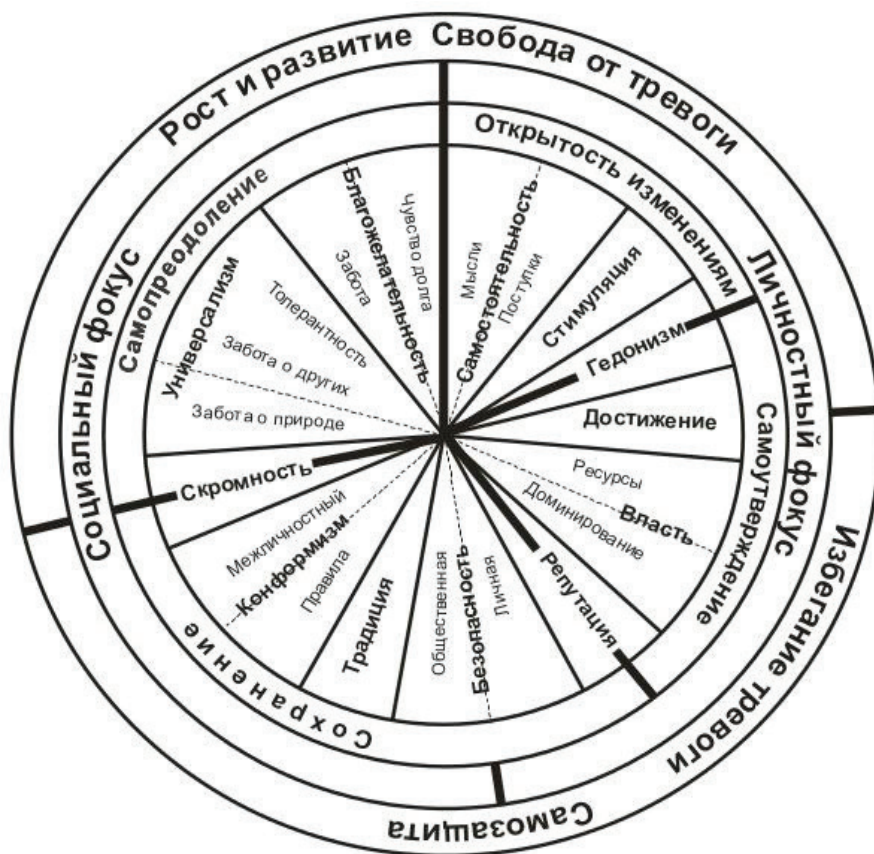 Рост и развитие
Свобода от тревоги
Избегание тревоги
Самозащита
Социальный фокус
Личностный фокус
Самопреодоление
Открытость изменениям
Самоутверждение
Сохранение
Чувство долга
Благожелательность
Забота
Мысли
Самостоятельность
Поступки
Стимуляция
Гедонизм
Достижение
Ресурсы
Власть
Доминирование
Репутация
Личная
Безопасность
Общественная
Традиция
Правила
Конформизм
Межличностный
Скромность
Забота о природе
Забота о других
Универсализм
Толерантность